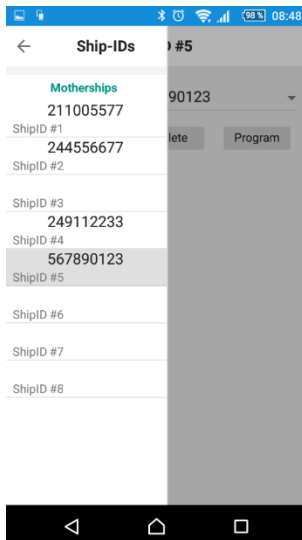 98% 08:48
Ship-IDs
#5
Motherships
211005577
ShipID #1
90123
244556677
lete Program
ShipID #2
ShipID #3
249112233
ShipID #4
567890123
ShipID #5
ShipID #6
ShipID #7
ShipID #8